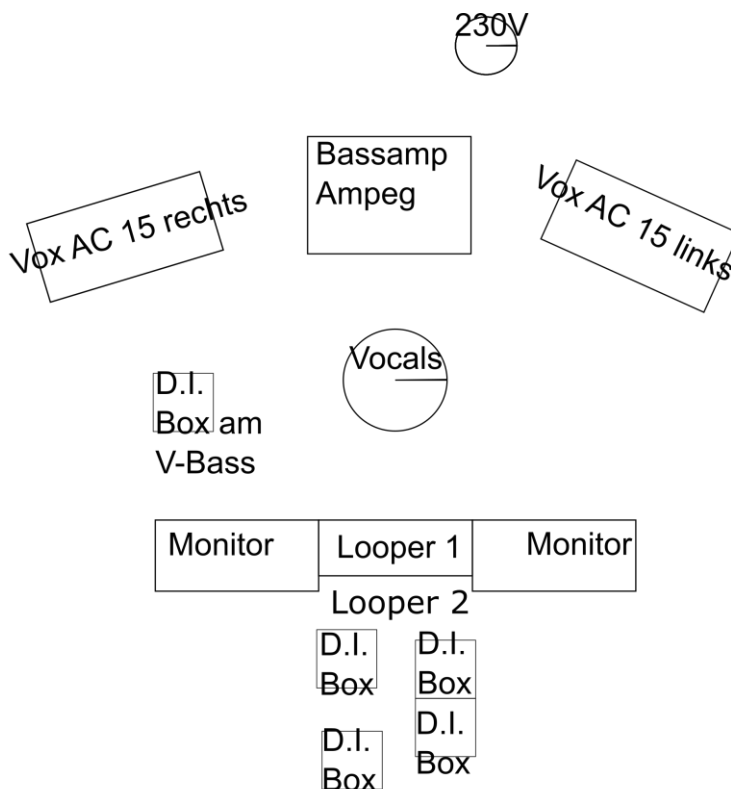 230V
Bassamp
Ampeg
Vox AC 15 rechts
Vox AC 15 links
Vocals
D.I.
Box am
V-Bass
Monitor
Looper 1
Monitor
Looper 2
D.I.
Box
D.I.
Box
D.I.
Box
D.I.
Box